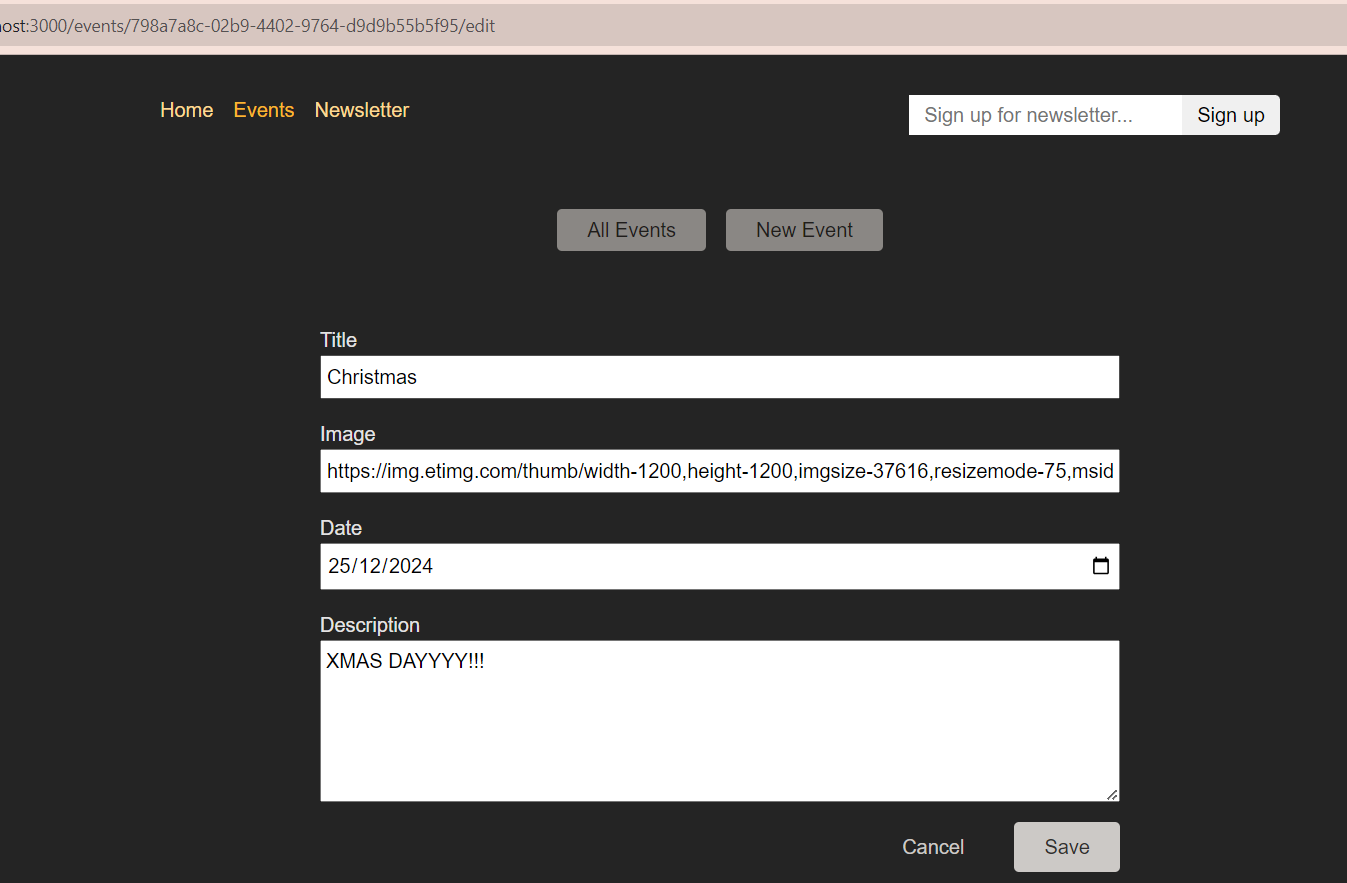 ost:3000/events/798a7a8c-02b9-4402-9764-d9d9b55b5f95/edit
Home Events Newsletter
Sign up for newsletter... Sign up
All Events New Event
Title
Christmas
Image
https://img.etimg.com/thumb/width-1200,height-1200,imgsize-37616,resizemode-75,msid
Date
25/12/2024
Description
XMAS DAYYYY!!!
Cancel Save